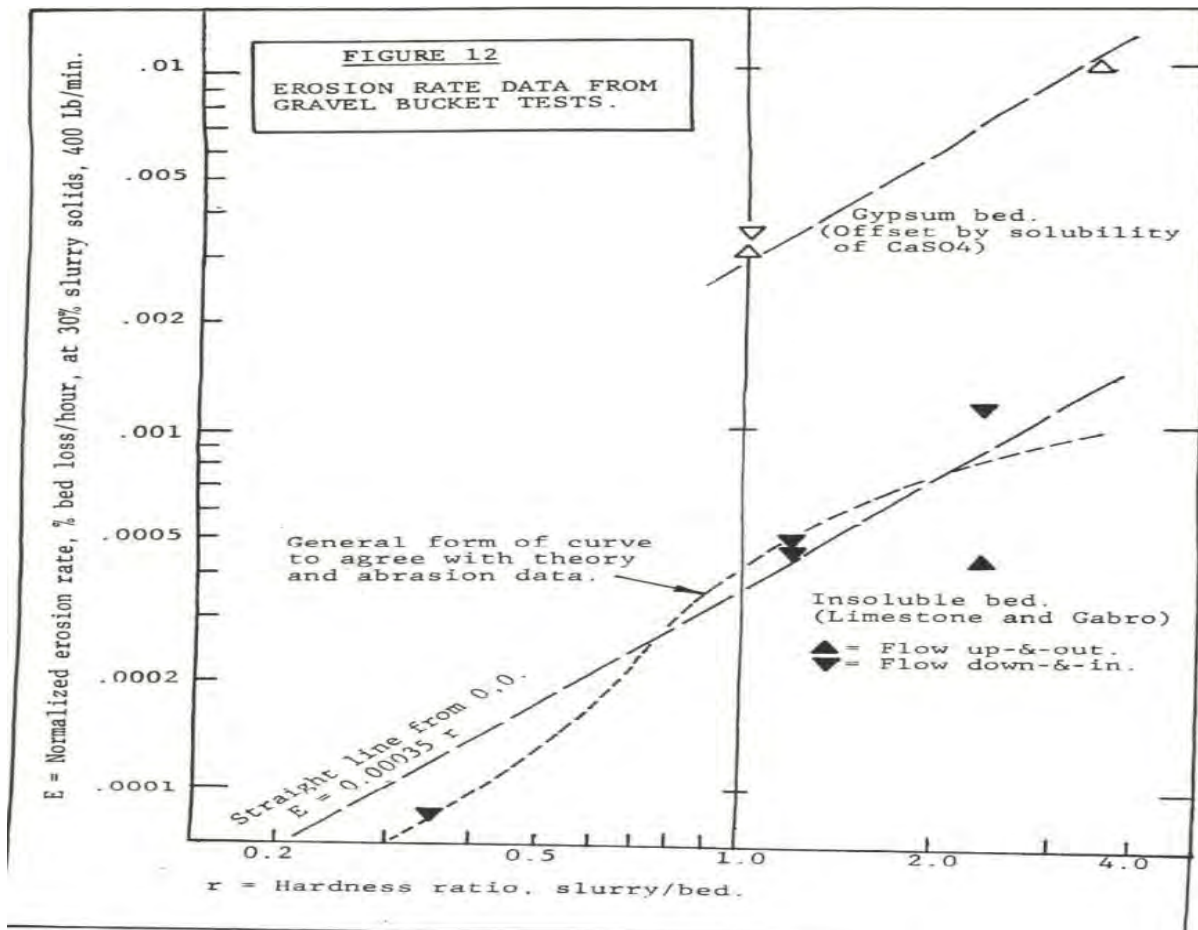 FIGURE 12
EROSION RATE DATA FROM
GRAVEL BUCKET TESTS.
E = Normalized erosion rate, % bed loss/hour, at 30% slurry solids, 400 Lb/min.
.01
.005
.002
.001
.0005
.0002
.0001
Gypsum bed.
(Offset by solubility
of CaSO4)
General form of curve
to agree with theory
and abrasion data.
Insoluble bed.
(Limestone and Gabro)
▲= Flow up-&-out.
▼= Flow down-&-in.
Straight line from 0,0.
E = 0.00035 r
0.2
0.5
1.0
2.0
4.0
r = Hardness ratio, slurry/bed.